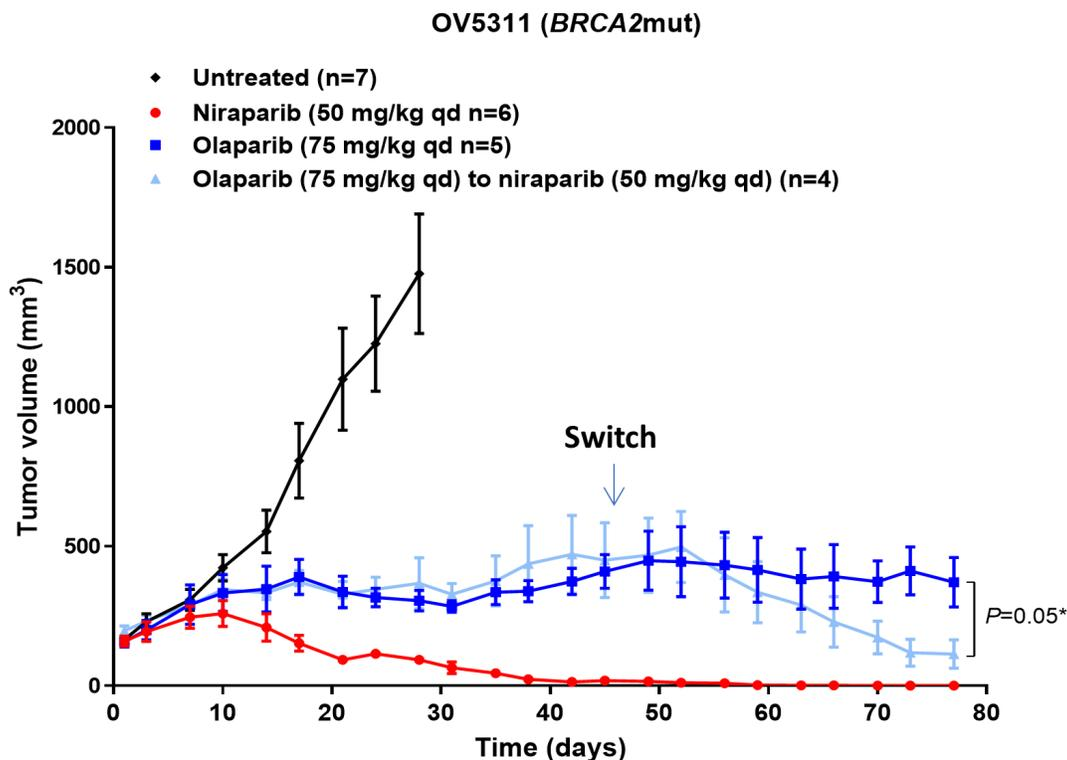 OV5311 (BRCA2mut)
Untreated (n=7)
Niraparib (50 mg/kg qd n=6)
Olaparib (75 mg/kg qd n=5)
Olaparib (75 mg/kg qd) to niraparib (50 mg/kg qd) (n=4)
Tumor volume (mm³)
2000
1500
1000
500
0
Switch
P=0.05*
0 10 20 30 40 50 60 70 80
Time (days)